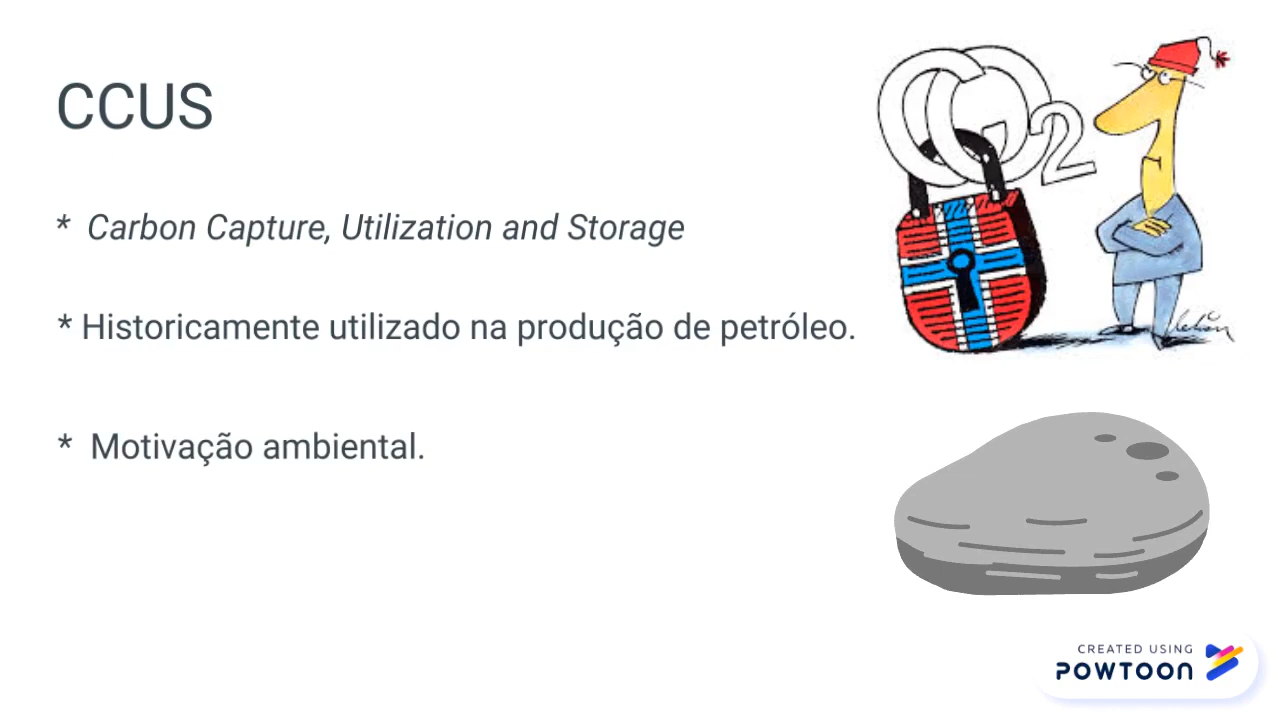 CCUS
CO2
* Carbon Capture, Utilization and Storage
* Historicamente utilizado na produção de petróleo.
* Motivação ambiental.
CREATED USING
POWTOON